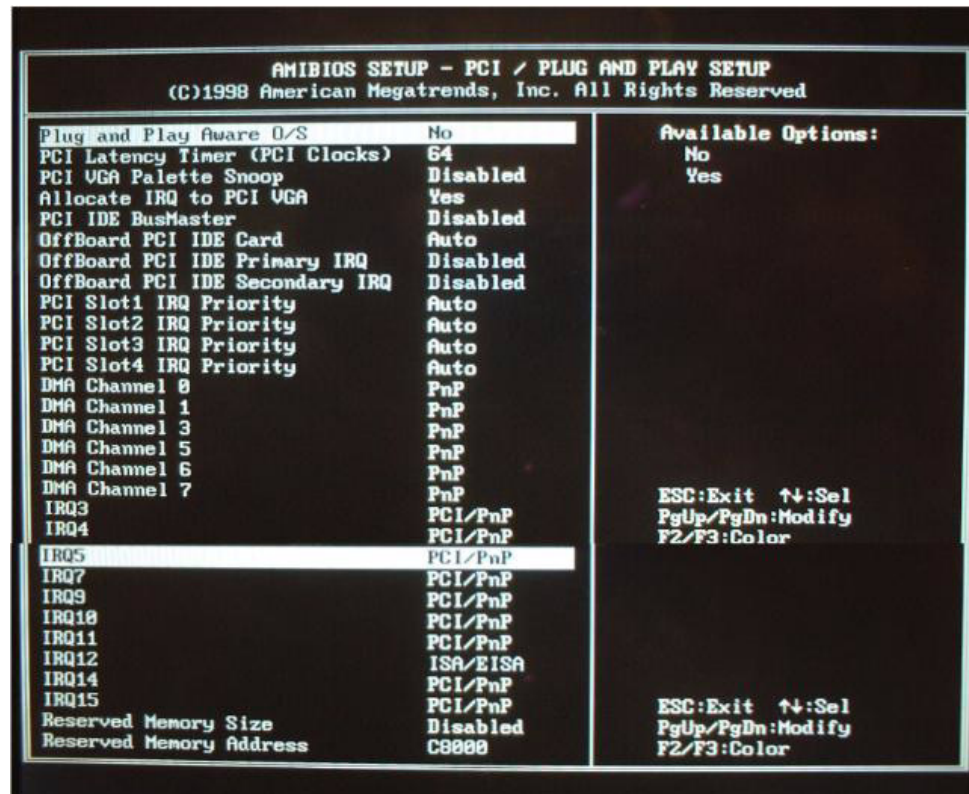 AMIBIOS SETUP - PCI / PLUG AND PLAY SETUP
(C)1998 American Megatrends, Inc. All Rights Reserved
Plug and Play Aware O/S No
PCI Latency Timer (PCI Clocks) 64
PCI VGA Palette Snoop Disabled
Allocate IRQ to PCI VGA Yes
PCI IDE BusMaster Disabled
OffBoard PCI IDE Card Auto
OffBoard PCI IDE Primary IRQ Disabled
OffBoard PCI IDE Secondary IRQ Disabled
PCI Slot1 IRQ Priority Auto
PCI Slot2 IRQ Priority Auto
PCI Slot3 IRQ Priority Auto
PCI Slot4 IRQ Priority Auto
DMA Channel 0 PnP
DMA Channel 1 PnP
DMA Channel 3 PnP
DMA Channel 5 PnP
DMA Channel 6 PnP
DMA Channel 7 PnP
IRQ3 PCI/PnP
IRQ4 PCI/PnP
IRQ5 PCI/PnP
IRQ7 PCI/PnP
IRQ9 PCI/PnP
IRQ10 PCI/PnP
IRQ11 PCI/PnP
IRQ12 ISA/EISA
IRQ14 PCI/PnP
IRQ15 PCI/PnP
Reserved Memory Size Disabled
Reserved Memory Address C8000
Available Options:
No
Yes
ESC:Exit ↑↓:Sel
PgUp/PgDn:Modify
F2/F3:Color
ESC:Exit ↑↓:Sel
PgUp/PgDn:Modify
F2/F3:Color